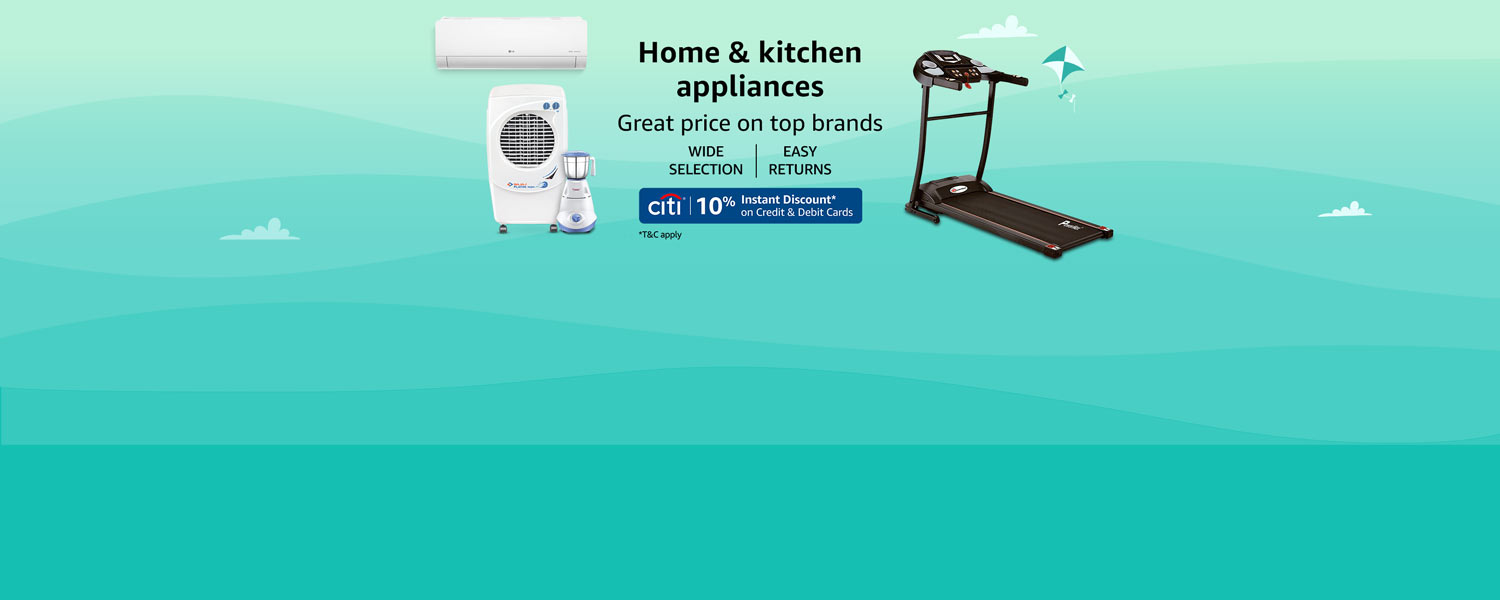 LG
Home & kitchen
appliances
Great price on top brands
WIDE
SELECTION
EASY
RETURNS
citi
10%
Instant Discount*
on Credit & Debit Cards
*T&C apply